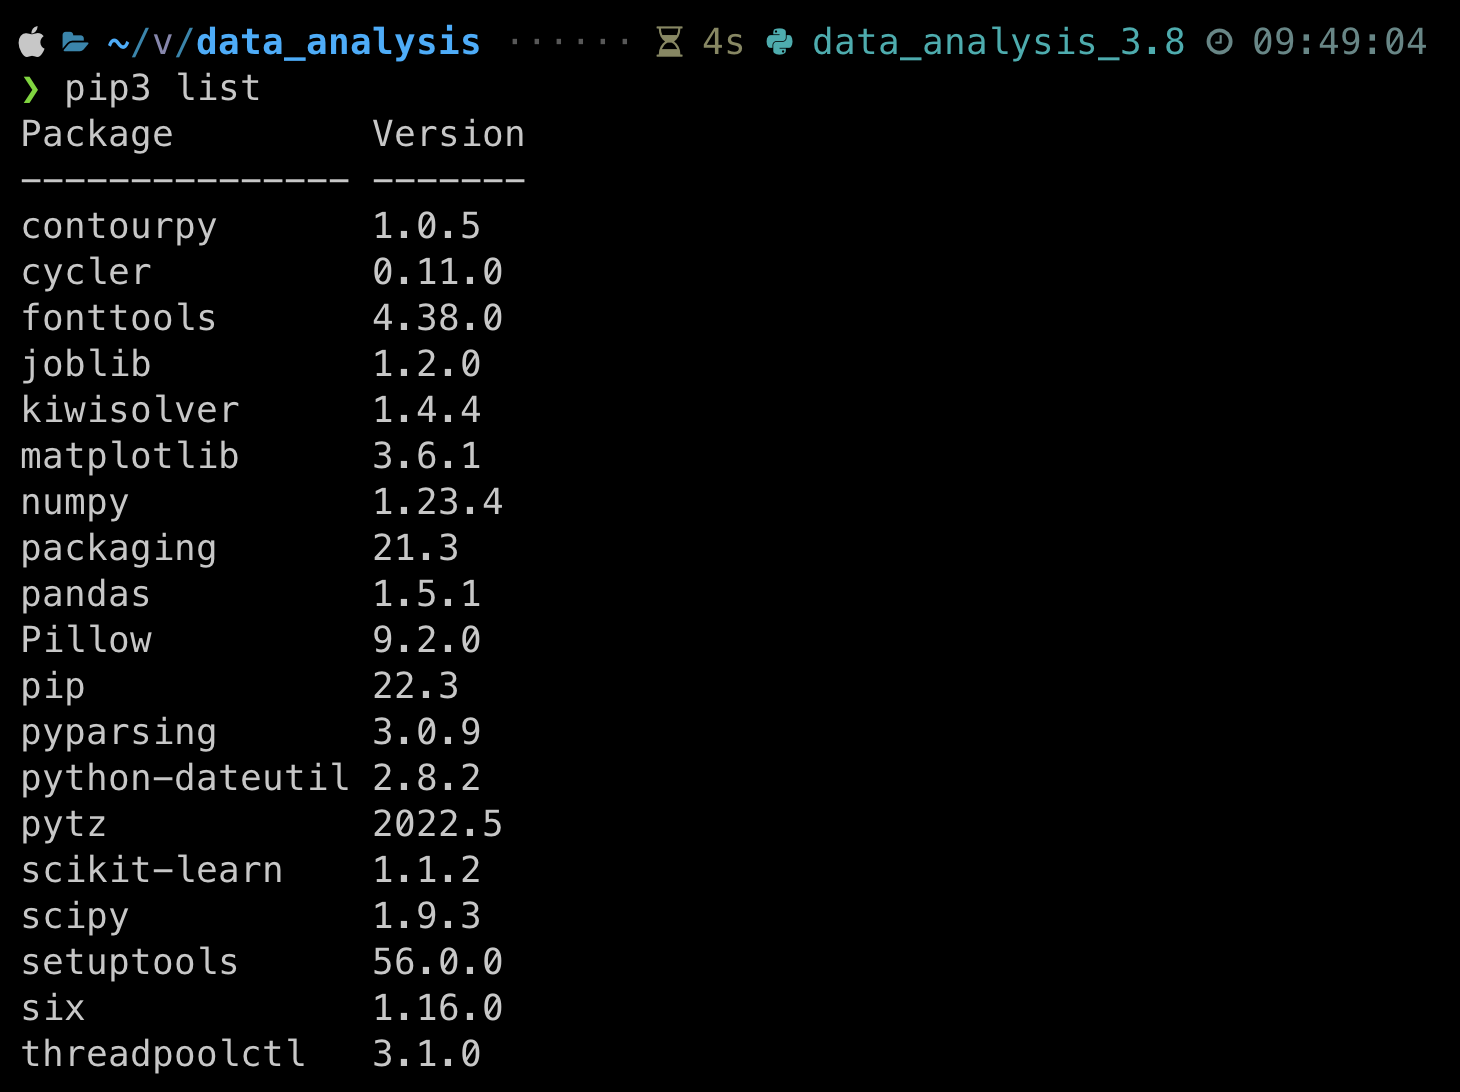 ~/v/data_analysis ······ 4s data_analysis_3.8 09:49:04
❯ pip3 list
Package         Version
--------------- -------
contourpy       1.0.5
cycler          0.11.0
fonttools       4.38.0
joblib          1.2.0
kiwisolver      1.4.4
matplotlib      3.6.1
numpy           1.23.4
packaging       21.3
pandas          1.5.1
Pillow          9.2.0
pip             22.3
pyparsing       3.0.9
python-dateutil 2.8.2
pytz            2022.5
scikit-learn    1.1.2
scipy           1.9.3
setuptools      56.0.0
six             1.16.0
threadpoolctl   3.1.0